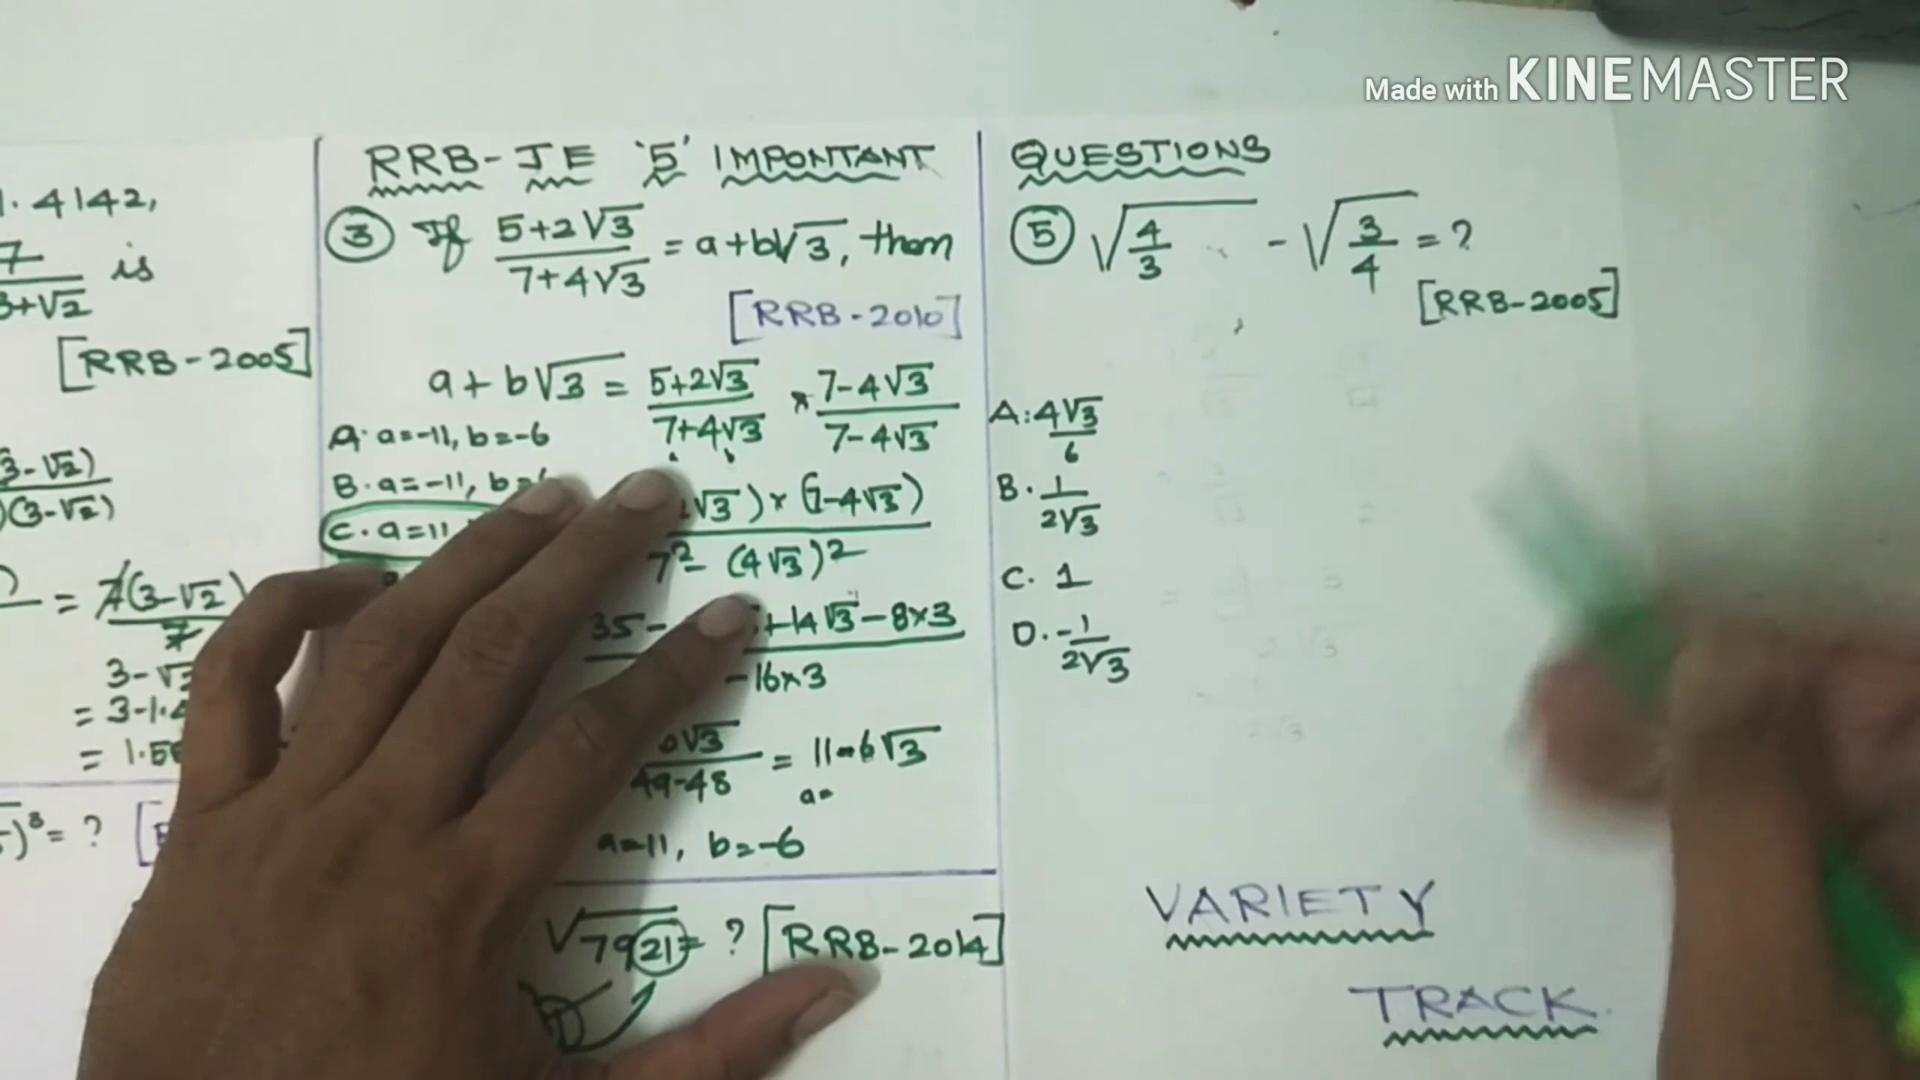 Made with KINEMASTER
RRB-JE '5' IMPONTANT QUESTIONS
1.4142,
7
3+√2 is
[RRB-2005]
3-√2)
(3-√2)
= 7(3-√2)
7
= 3-1.4
= 1.5
)³ = ? [
③ If 5+2√3 / 7+4√3 = a+b√3, then
[RRB-2010]
a+b√3 = 5+2√3 / 7+4√3 × 7-4√3 / 7-4√3
A. a=-11, b=-6
B. a=-11, b=
C. a=11
√3) × (7-4√3)
7² - (4√3)²
35- +14√3-8×3
-16×3
√3 / 49-48 = 11-6√3
a=
a=11, b=-6
√7921 = ? [RRB-2014]
⑤ √4/3 - √3/4 = ?
[RRB-2005]
A: 4√3/6
B. 1/2√3
C. 1
D. -1/2√3
VARIETY
TRACK.